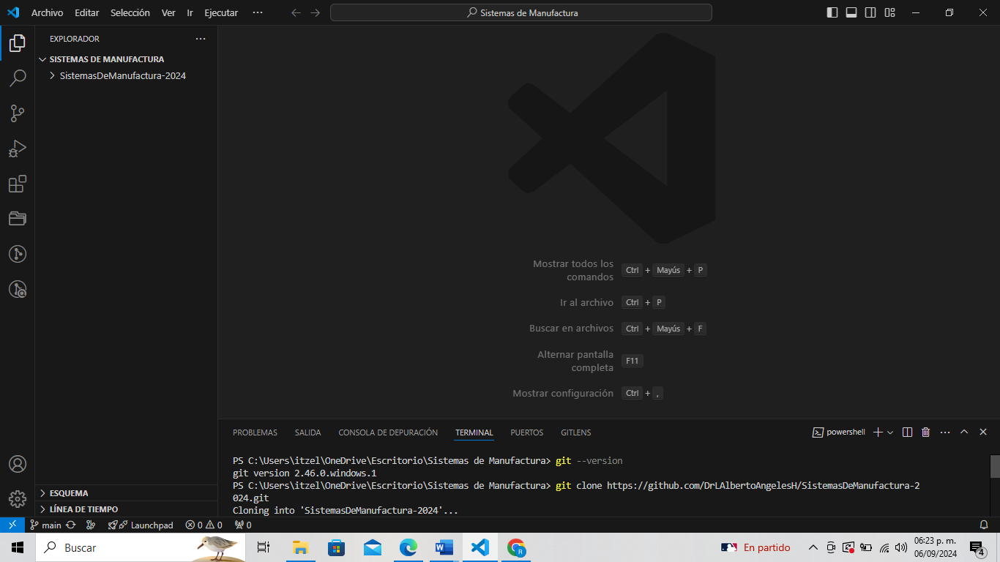 Archivo Editar Selección Ver Ir Ejecutar ···
Sistemas de Manufactura
EXPLORADOR ···
SISTEMAS DE MANUFACTURA
SistemasDeManufactura-2024
Mostrar todos los
comandos
Ctrl + Mayús + P
Ir al archivo Ctrl + P
Buscar en archivos Ctrl + Mayús + F
Alternar pantalla
completa
F11
Mostrar configuración Ctrl + ,
PROBLEMAS SALIDA CONSOLA DE DEPURACIÓN TERMINAL PUERTOS GITLENS
powershell
PS C:\Users\itzel\OneDrive\Escritorio\Sistemas de Manufactura> git --version
git version 2.46.0.windows.1
PS C:\Users\itzel\OneDrive\Escritorio\Sistemas de Manufactura> git clone https://github.com/DrLAlbertoAngelesH/SistemasDeManufactura-2
024.git
Cloning into 'SistemasDeManufactura-2024'...
ESQUEMA
LÍNEA DE TIEMPO
main Launchpad 0 0 0
Buscar
En partido
06:23 p. m.
06/09/2024
4